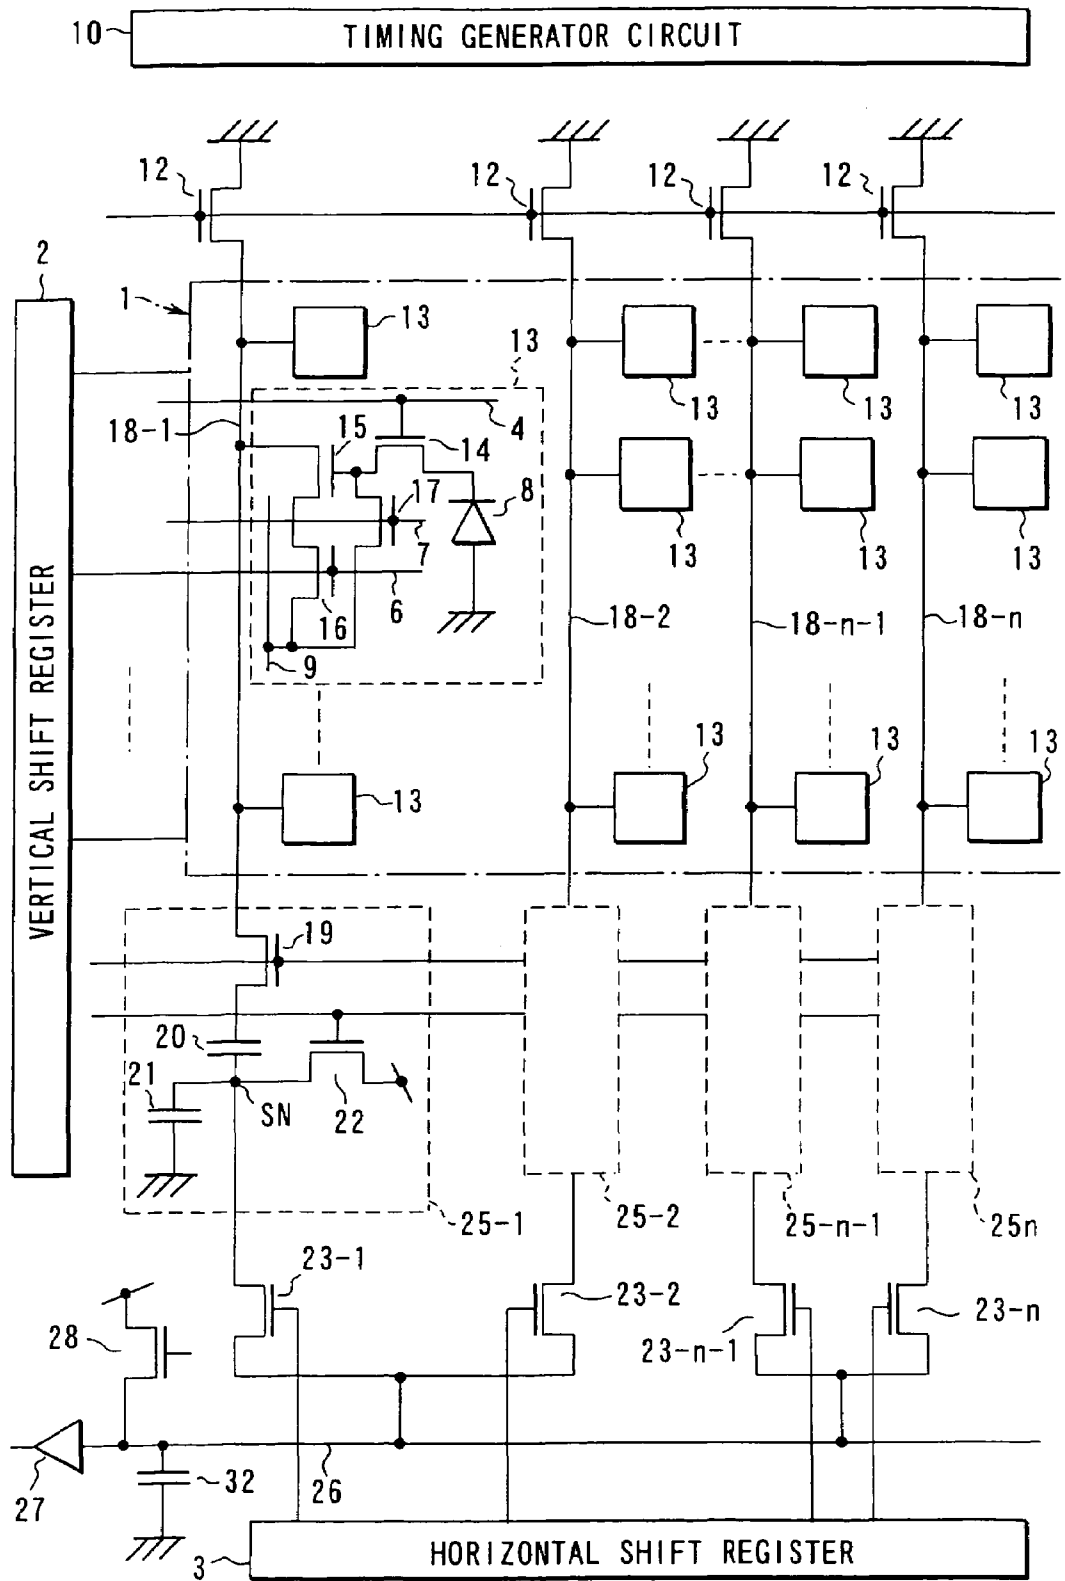 10
TIMING GENERATOR CIRCUIT
12 12 12 12
2
1
13
13
13 13 13
18-1
15
4
14
17
8
7
6
16
9
13 13 13
18-2 18-n-1 18-n
VERTICAL SHIFT REGISTER
13
13 13 13
19
20
21
SN
22
25-1 25-2 25-n-1 25n
23-1
23-2
23-n-1
23-n
28
27
32
26
3
HORIZONTAL SHIFT REGISTER